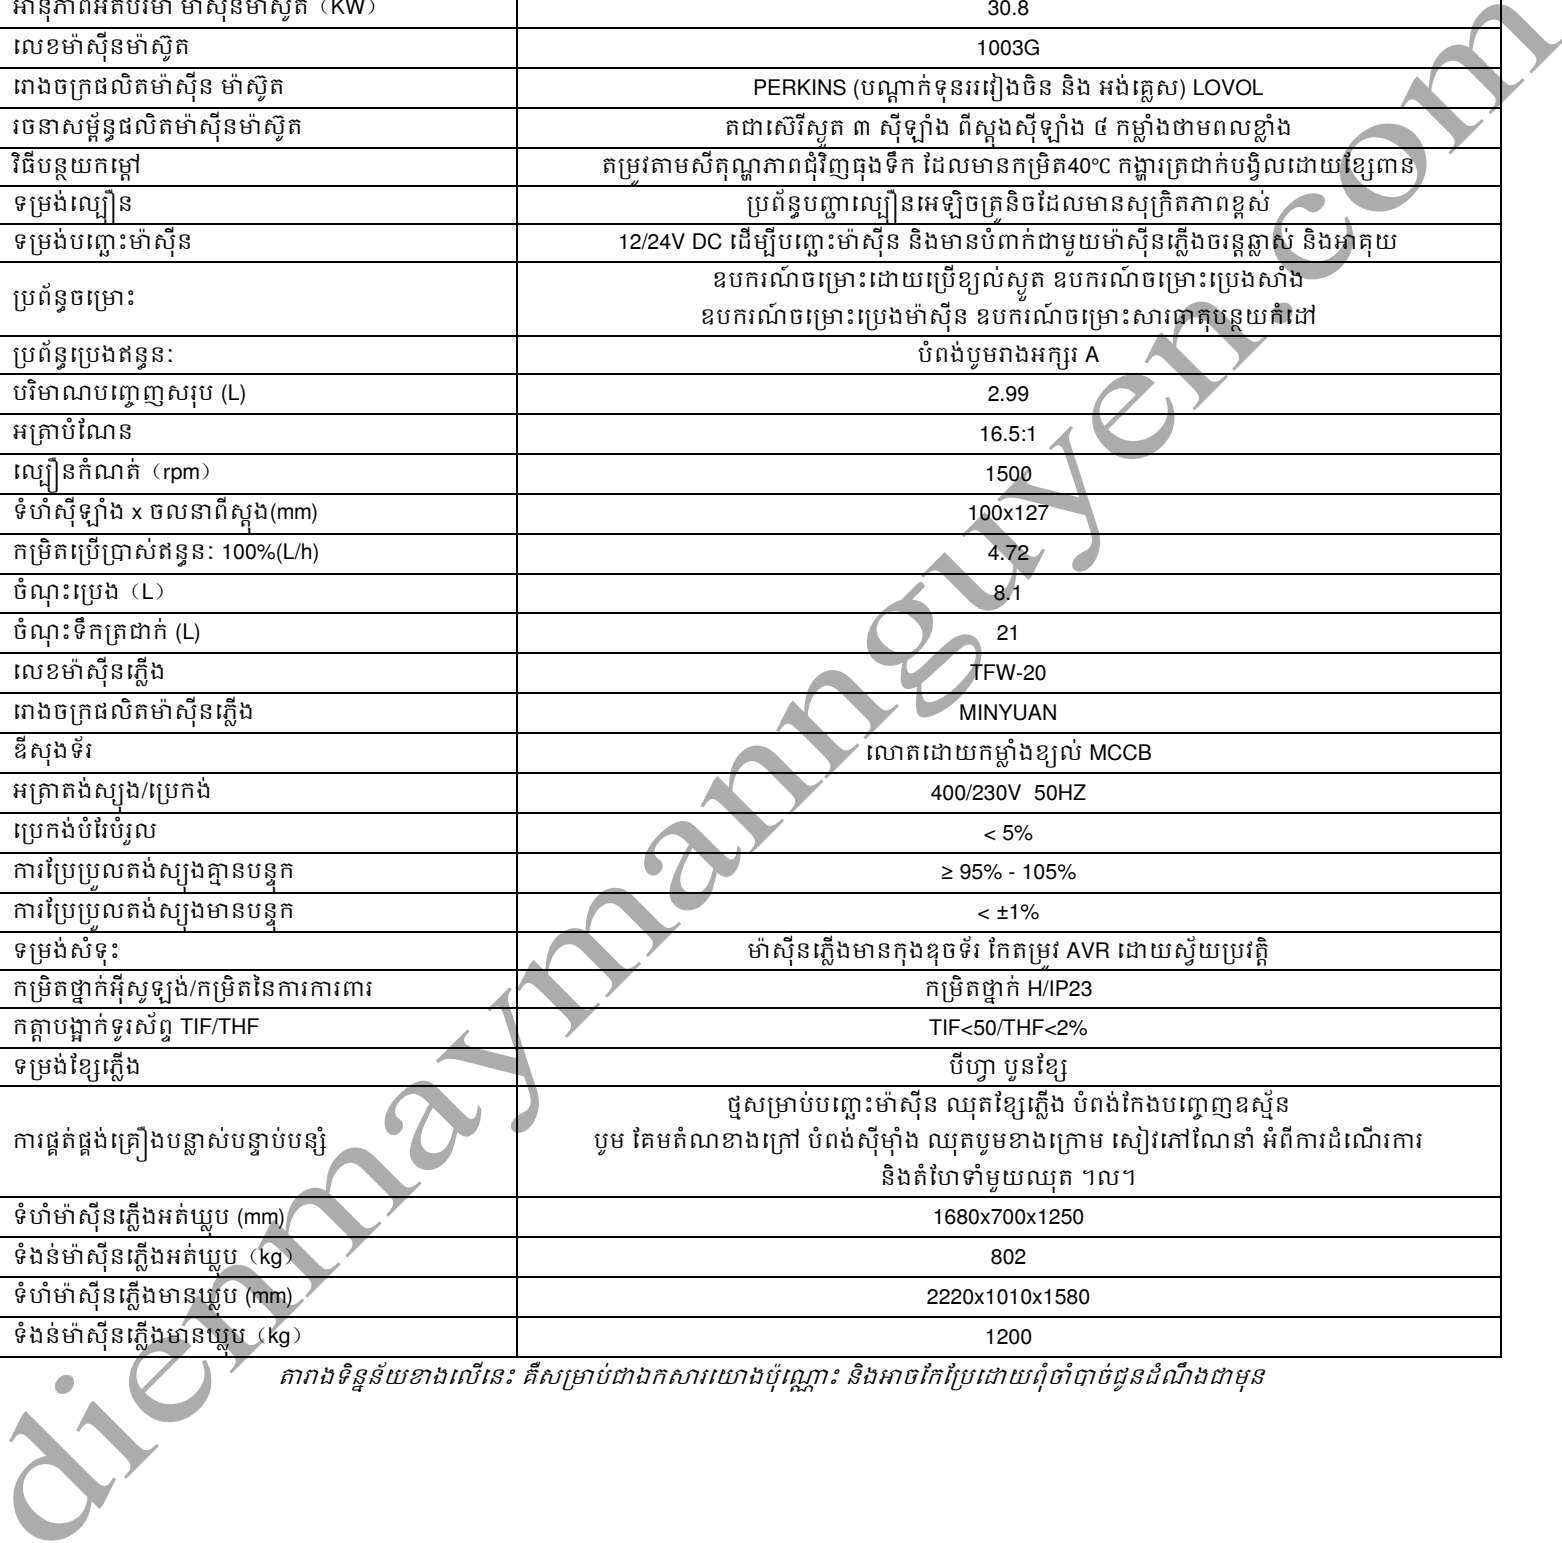 អានុភាពអតិបរមា ម៉ាស៊ីនម៉ាស៊ូត（KW） 30.8
លេខម៉ាស៊ីនម៉ាស៊ូត 1003G
រោងចក្រផលិតម៉ាស៊ីន ម៉ាស៊ូត PERKINS (បណ្តាក់ទុនររវៀងចិន និង អង់គ្លេស) LOVOL
រចនាសម្ព័ន្ធផលិតម៉ាស៊ីនម៉ាស៊ូត តជាស៊េរីស្ងួត ៣ ស៊ីឡាំង ពីស្តុងស៊ីឡាំង ៤ កម្លាំងថាមពលខ្លាំង
វិធីបន្ថយកម្តៅ តម្រូវតាមសីតុណ្ហភាពជុំវិញធុងទឹក ដែលមានកម្រិត40℃ កង្ហារត្រជាក់បង្វិលដោយខ្សែពាន
ទម្រង់ល្បឿន ប្រព័ន្ធបញ្ជាល្បឿនអេឡិចត្រូនិចដែលមានសុក្រិតភាពខ្ពស់
ទម្រង់បញ្ឆេះម៉ាស៊ីន 12/24V DC ដើម្បីបញ្ឆេះម៉ាស៊ីន និងមានបំពាក់ជាមួយម៉ាស៊ីនភ្លើងចរន្តឆ្លាស់ និងអាគុយ
ប្រព័ន្ធចម្រោះ ឧបករណ៍ចម្រោះដោយប្រើខ្យល់ស្ងួត ឧបករណ៍ចម្រោះប្រេងសាំង
ឧបករណ៍ចម្រោះប្រេងម៉ាស៊ីន ឧបករណ៍ចម្រោះសារធាតុបន្ថយកំដៅ
ប្រព័ន្ធប្រេងឥន្ធនៈ បំពង់បូមរាងអក្សរ A
បរិមាណបញ្ចេញសរុប (L) 2.99
អត្រាបំណែន 16.5:1
ល្បឿនកំណត់（rpm） 1500
ទំហំស៊ីឡាំង x ចលនាពីស្តុង(mm) 100x127
កម្រិតប្រើប្រាស់ឥន្ធនៈ 100%(L/h) 4.72
ចំណុះប្រេង（L） 8.1
ចំណុះទឹកត្រជាក់ (L) 21
លេខម៉ាស៊ីនភ្លើង TFW-20
រោងចក្រផលិតម៉ាស៊ីនភ្លើង MINYUAN
ឌីសុងទ័រ លោតដោយកម្លាំងខ្យល់ MCCB
អត្រាតង់ស្យុង/ប្រេកង់ 400/230V 50HZ
ប្រេកង់បំរែបំរួល < 5%
ការប្រែប្រួលតង់ស្យុងគ្មានបន្ទុក ≥ 95% - 105%
ការប្រែប្រួលតង់ស្យុងមានបន្ទុក < ±1%
ទម្រង់សំទុះ ម៉ាស៊ីនភ្លើងមានកុងឌុចទ័រ កែតម្រូវ AVR ដោយស្វ័យប្រវត្តិ
កម្រិតថ្នាក់អ៊ីសូឡង់/កម្រិតនៃការការពារ កម្រិតថ្នាក់ H/IP23
កត្តាបង្អាក់ទូរស័ព្ទ TIF/THF TIF<50/THF<2%
ទម្រង់ខ្សែភ្លើង បីហ្វា បួនខ្សែ
ការផ្គត់ផ្គង់គ្រឿងបន្លាស់បន្ទាប់បន្សំ ថ្មសម្រាប់បញ្ឆេះម៉ាស៊ីន ឈុតខ្សែភ្លើង បំពង់កែងបញ្ចេញឧស្ម័ន
បូម គែមតំណខាងក្រៅ បំពង់ស៊ីម៉ាំង ឈុតបូមខាងក្រោម សៀវភៅណែនាំ អំពីការដំណើរការ
និងតំហែទាំមួយឈុត ។ល។
ទំហំម៉ាស៊ីនភ្លើងអត់ឃ្លុប (mm) 1680x700x1250
ទំងន់ម៉ាស៊ីនភ្លើងអត់ឃ្លុប（kg） 802
ទំហំម៉ាស៊ីនភ្លើងមានឃ្លុប (mm) 2220x1010x1580
ទំងន់ម៉ាស៊ីនភ្លើងមានឃ្លុប（kg） 1200
តារាងទិន្នន័យខាងលើនេះ គឺសម្រាប់ជាឯកសារយោងប៉ុណ្ណោះ និងអាចកែប្រែដោយពុំចាំបាច់ជូនដំណឹងជាមុន
dienmaymannguyen.com